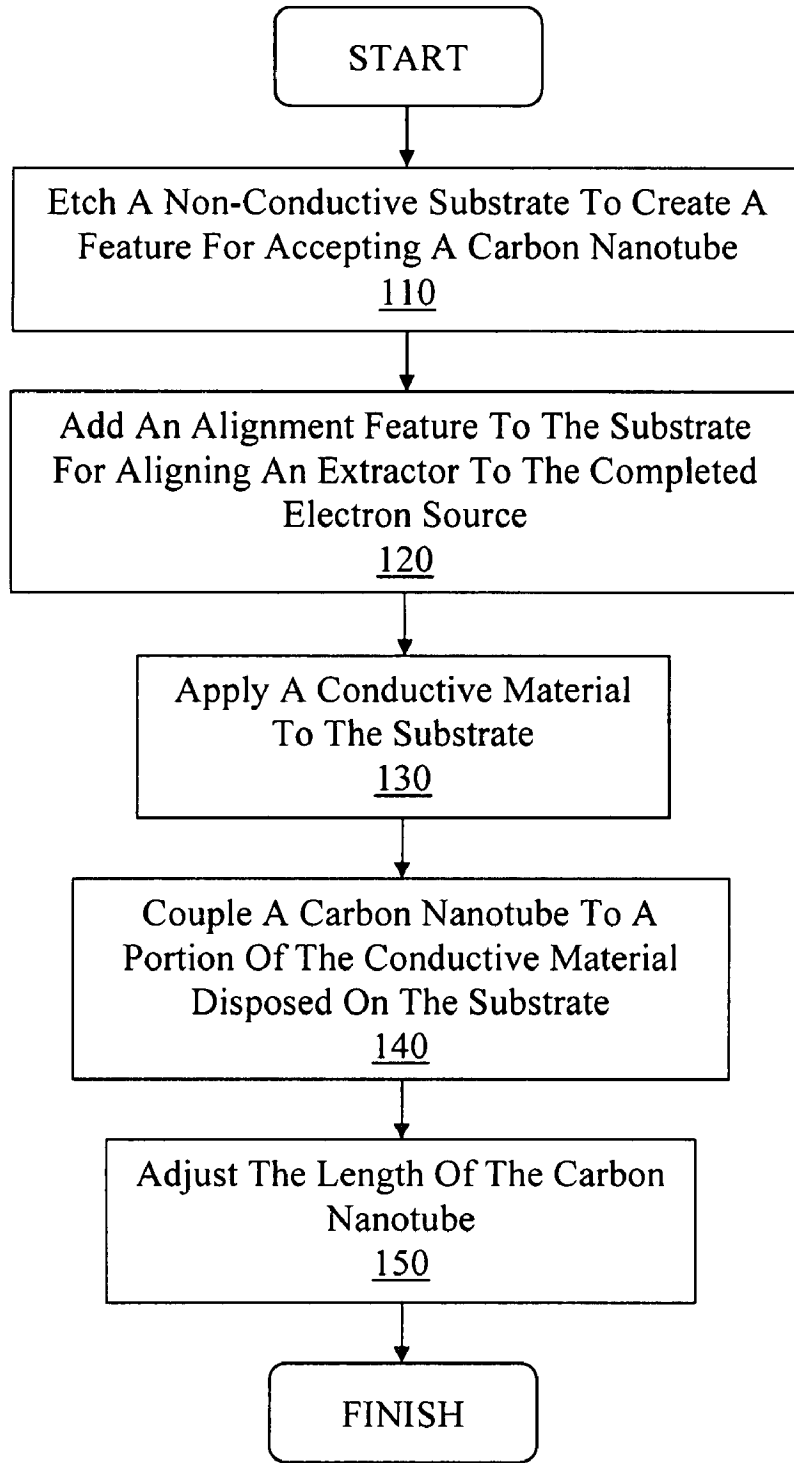 START
Etch A Non-Conductive Substrate To Create A
Feature For Accepting A Carbon Nanotube
110
Add An Alignment Feature To The Substrate
For Aligning An Extractor To The Completed
Electron Source
120
Apply A Conductive Material
To The Substrate
130
Couple A Carbon Nanotube To A
Portion Of The Conductive Material
Disposed On The Substrate
140
Adjust The Length Of The Carbon
Nanotube
150
FINISH